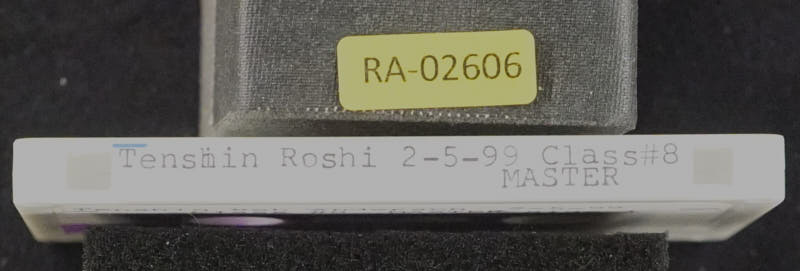 RA-02606
Tenshin Roshi 2-5-99 Class#8
MASTER